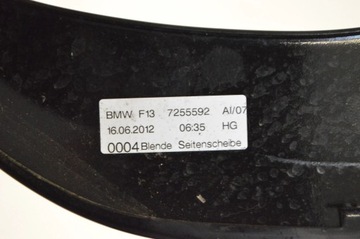 BMW F13 7255592 AI/07
16.06.2012 06:35 HG
0004 Blende Seitenscheibe